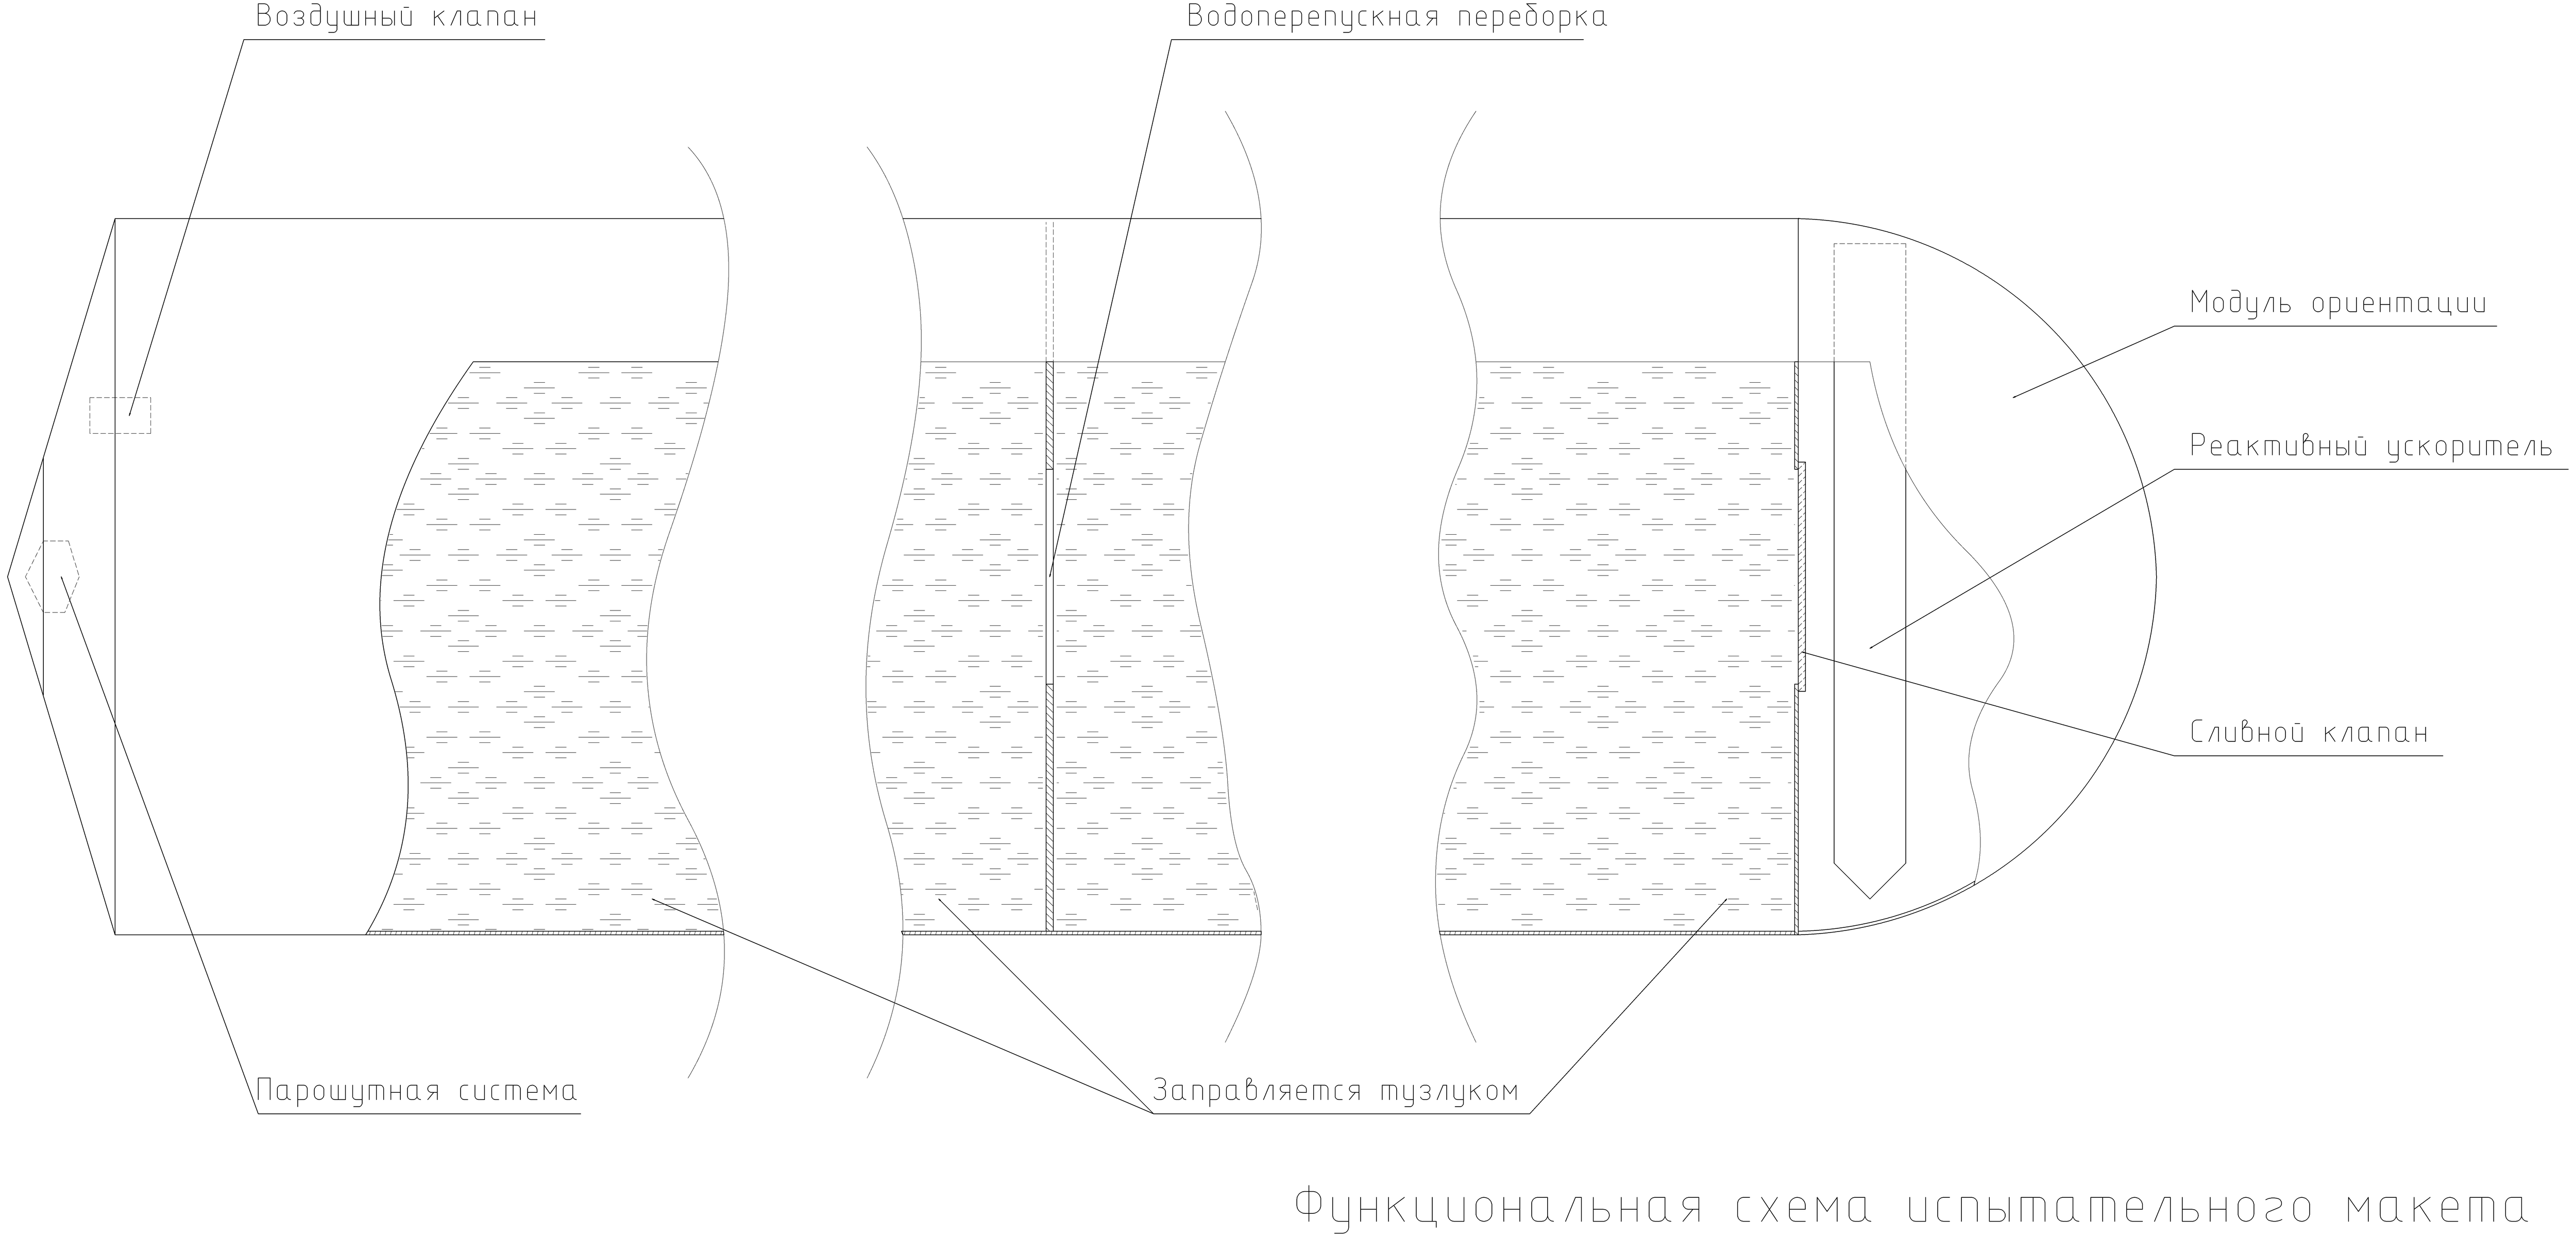 Воздушный клапан
Водоперепускная переборка
Модуль ориентации
Реактивный ускоритель
Сливной клапан
Парошутная система
Заправляется тузлуком
Функциональная схема испытательного макета